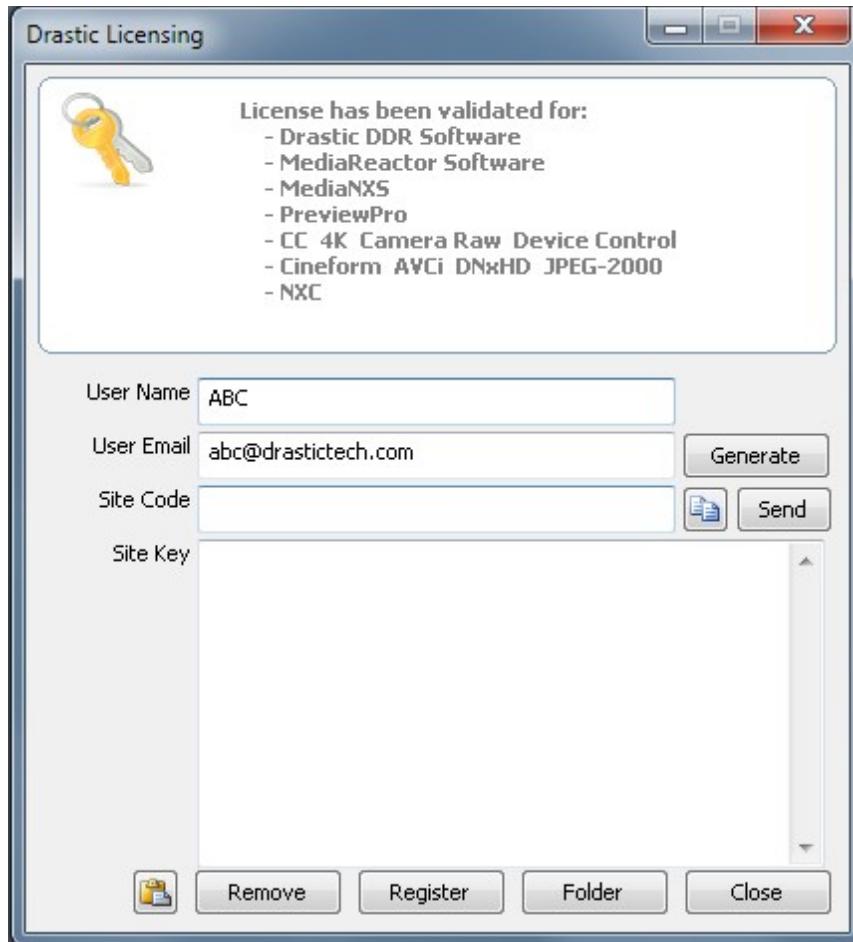 Drastic Licensing
License has been validated for:
- Drastic DDR Software
- MediaReactor Software
- MediaNXS
- PreviewPro
- CC 4K Camera Raw Device Control
- Cineform AVCi DNxHD JPEG-2000
- NXC
User Name ABC
User Email abc@drastictech.com Generate
Site Code Send
Site Key
Remove Register Folder Close